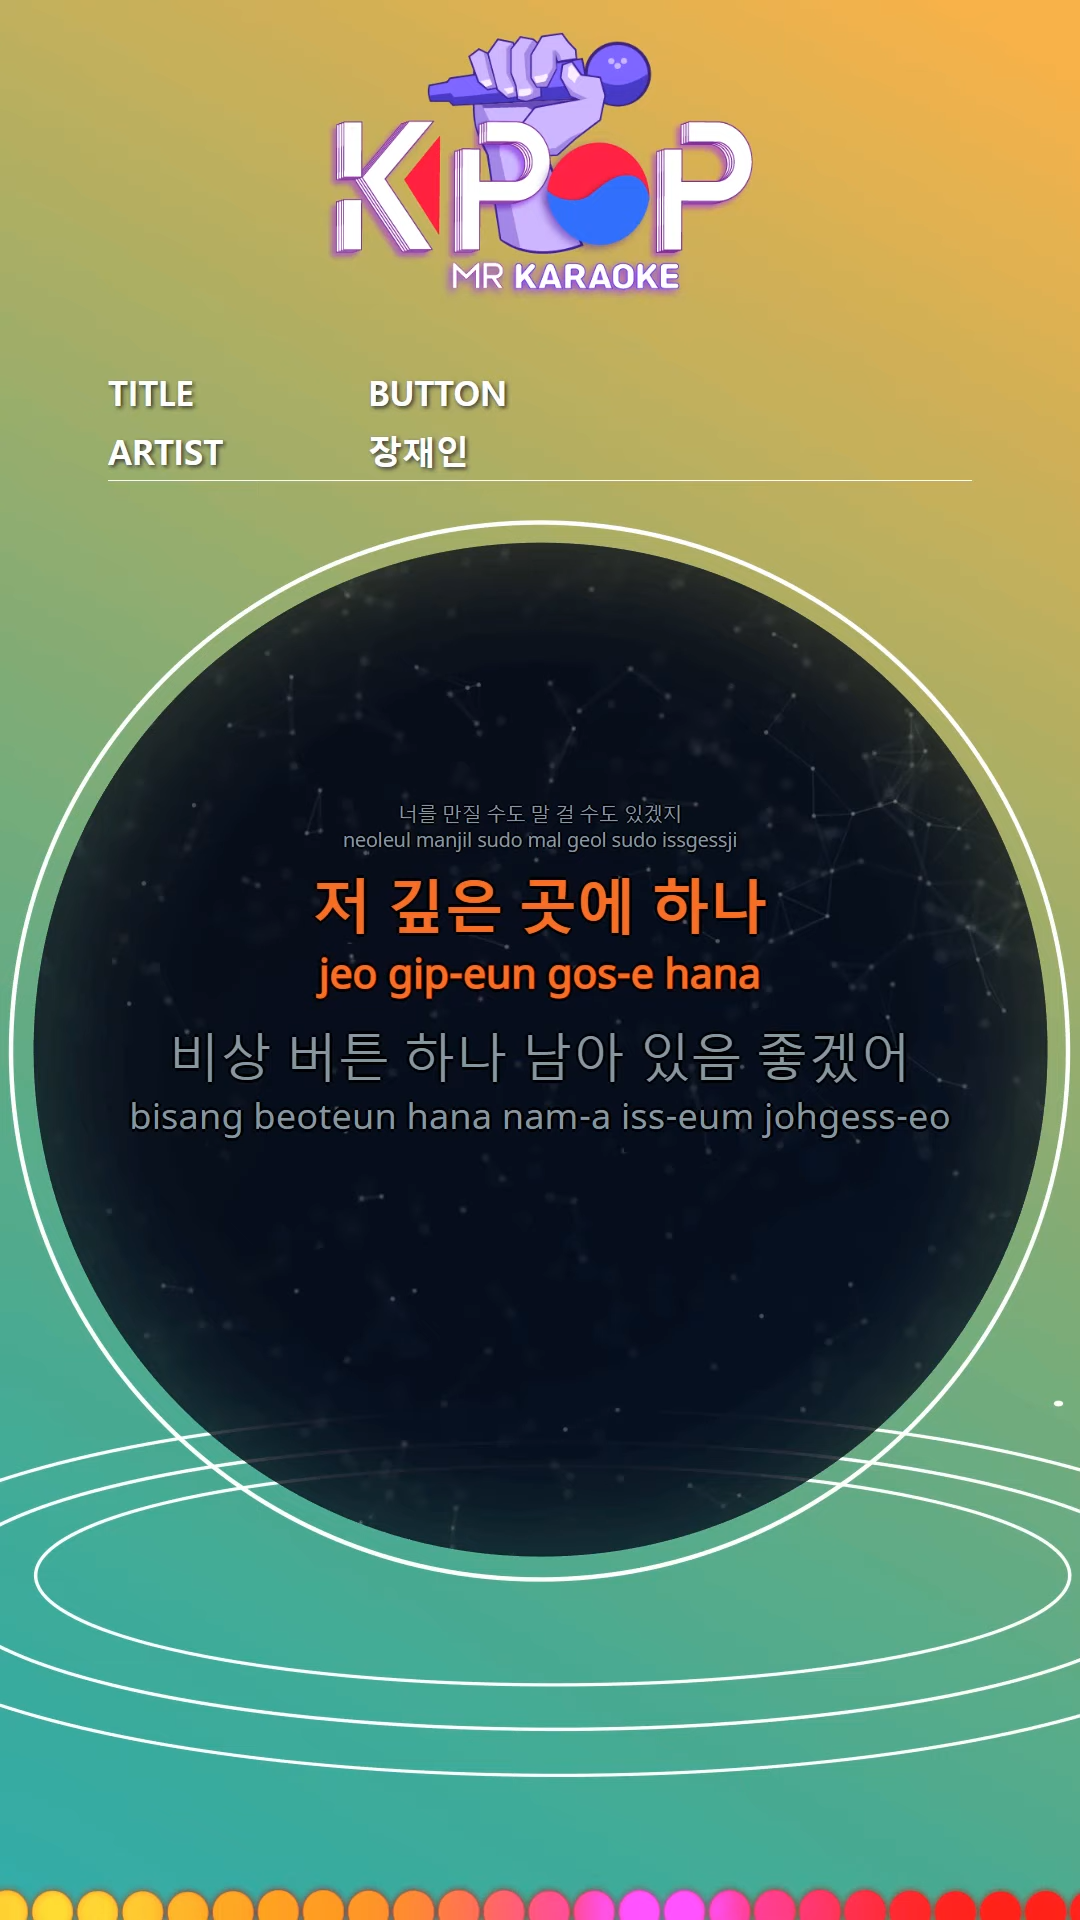 KPOP
MR KARAOKE
TITLE BUTTON
ARTIST 장재인
너를 만질 수도 말 걸 수도 있겠지
neoleul manjil sudo mal geol sudo issgessji
저 깊은 곳에 하나
jeo gip-eun gos-e hana
비상 버튼 하나 남아 있음 좋겠어
bisang beoteun hana nam-a iss-eum johgess-eo